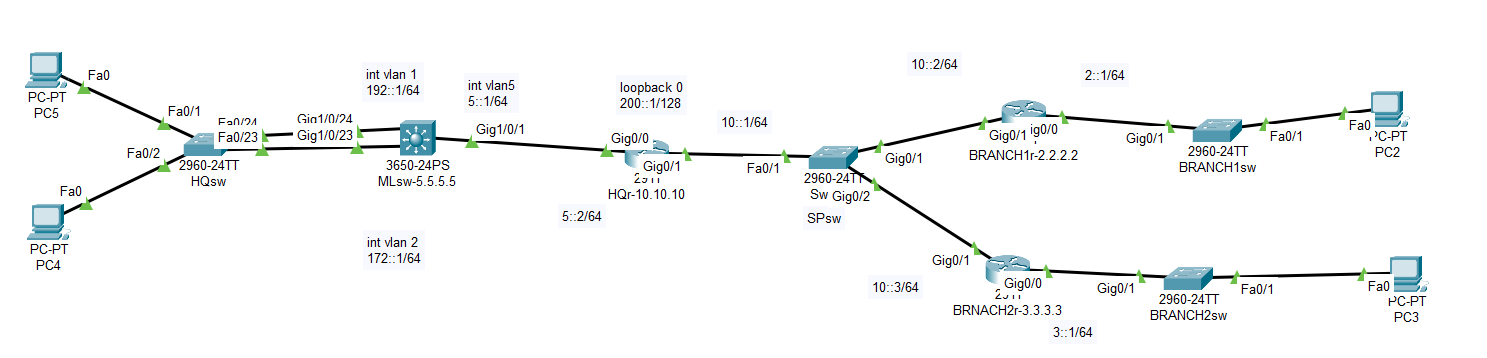 Fa0
PC-PT
PC5
Fa0/1
Fa0/2
Fa0
PC-PT
PC4
Fa0/24
Fa0/23
2960-24TT
HQsw
Gig1/0/24
Gig1/0/23
int vlan 1
192::1/64
3650-24PS
MLsw-5.5.5.5
int vlan 2
172::1/64
int vlan5
5::1/64
Gig1/0/1
Gig0/0
loopback 0
200::1/128
Gig0/1
HQr-10.10.10
5::2/64
10::1/64
Fa0/1
2960-24TT
Sw
SPsw
Gig0/1
Gig0/2
10::2/64
Gig0/1
BRANCH1r-2.2.2.2
2::1/64
Gig0/1
2960-24TT
BRANCH1sw
Fa0/1
Fa0
PC-PT
PC2
Gig0/1
10::3/64
Gig0/0
BRNACH2r-3.3.3.3
3::1/64
Gig0/1
2960-24TT
BRANCH2sw
Fa0/1
Fa0
PC-PT
PC3